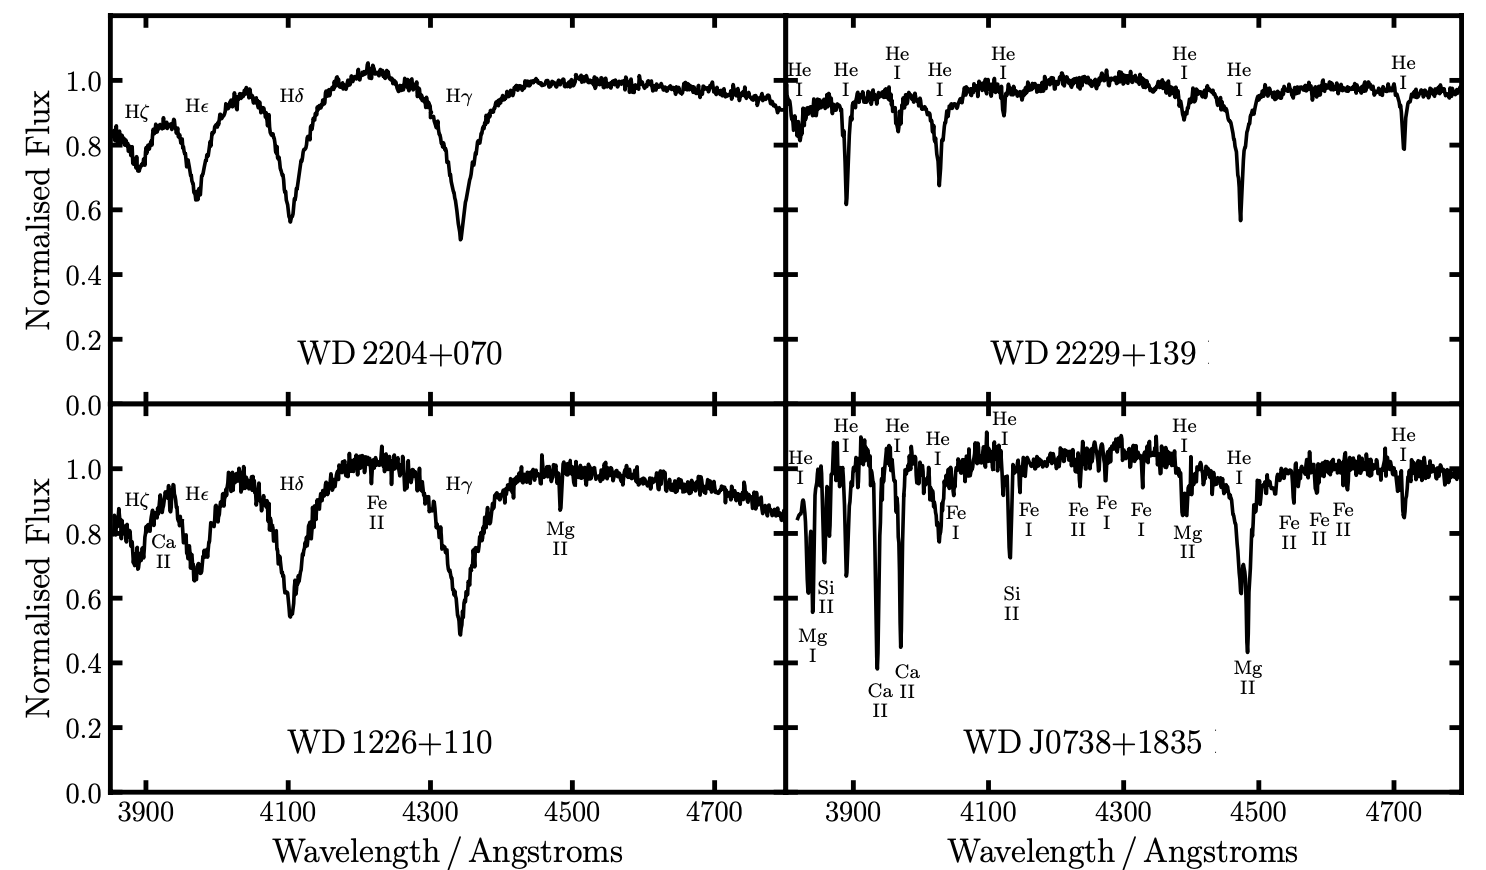 Normalised Flux
1.0
0.8
0.6
0.4
0.2
0.0
Hζ
Hϵ
Hδ
Hγ
WD 2204+070
He
I
He
I
He
I
He
I
He
I
He
I
He
I
He
I
WD 2229+139
Normalised Flux
1.0
0.8
0.6
0.4
0.2
0.0
Hζ
Ca
II
Hϵ
Hδ
Fe
II
Hγ
Mg
II
WD 1226+110
3900
4100
4300
4500
4700
Wavelength / Angstroms
He
I
Mg
I
Si
II
He
I
Ca
II
He
I
Ca
II
He
I
Fe
I
He
I
Si
II
Fe
I
Fe
II
Fe
I
Fe
I
He
I
Mg
II
He
I
Mg
II
Fe
II
Fe
II
Fe
II
He
I
WD J0738+1835
3900
4100
4300
4500
4700
Wavelength / Angstroms